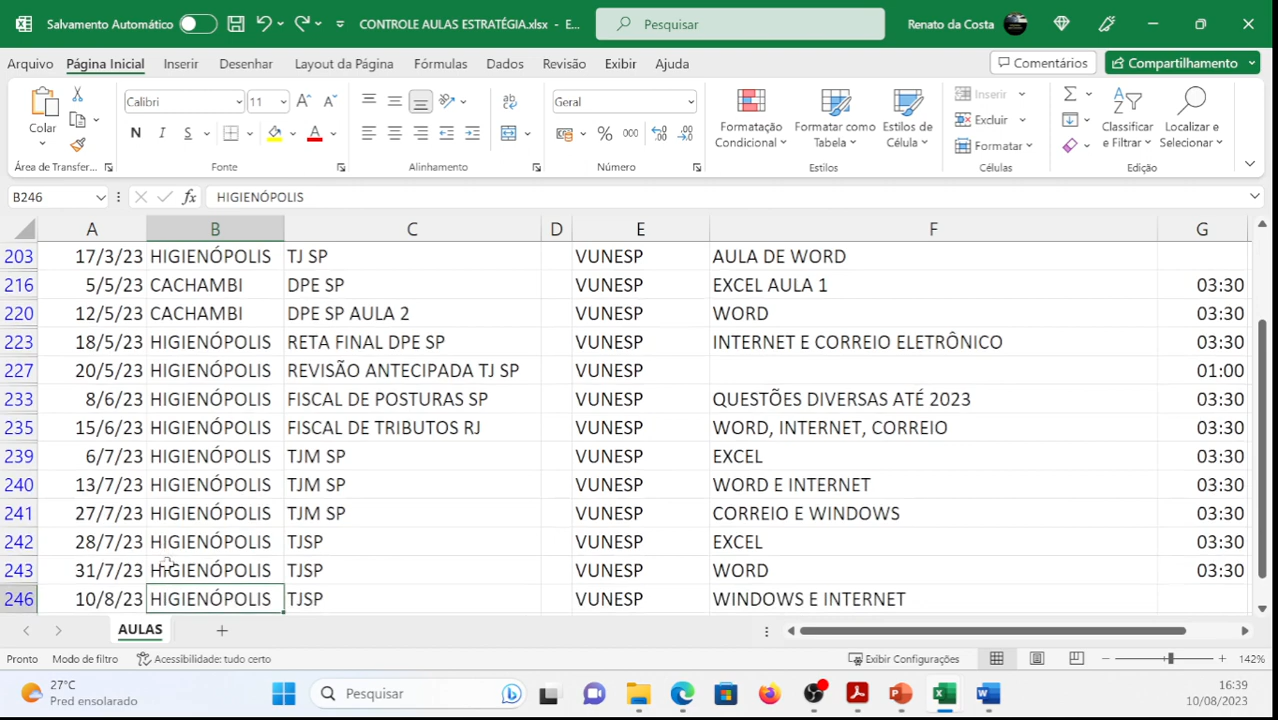 Salvamento Automático
CONTROLE AULAS ESTRATÉGIA.xlsx - E...
Pesquisar
Renato da Costa
Arquivo Página Inicial Inserir Desenhar Layout da Página Fórmulas Dados Revisão Exibir Ajuda Comentários Compartilhamento
Colar
Área de Transfer...
Calibri 11
N I S
Fonte
ab
Alinhamento
Geral
% 000
Número
Formatação Condicional
Formatar como Tabela
Estilos de Célula
Estilos
Inserir
Excluir
Formatar
Células
Classificar e Filtrar
Localizar e Selecionar
Edição
B246 fx HIGIENÓPOLIS
A B C D E F G
203 17/3/23 HIGIENÓPOLIS TJ SP VUNESP AULA DE WORD
216 5/5/23 CACHAMBI DPE SP VUNESP EXCEL AULA 1 03:30
220 12/5/23 CACHAMBI DPE SP AULA 2 VUNESP WORD 03:30
223 18/5/23 HIGIENÓPOLIS RETA FINAL DPE SP VUNESP INTERNET E CORREIO ELETRÔNICO 03:30
227 20/5/23 HIGIENÓPOLIS REVISÃO ANTECIPADA TJ SP VUNESP 01:00
233 8/6/23 HIGIENÓPOLIS FISCAL DE POSTURAS SP VUNESP QUESTÕES DIVERSAS ATÉ 2023 03:30
235 15/6/23 HIGIENÓPOLIS FISCAL DE TRIBUTOS RJ VUNESP WORD, INTERNET, CORREIO 03:30
239 6/7/23 HIGIENÓPOLIS TJM SP VUNESP EXCEL 03:30
240 13/7/23 HIGIENÓPOLIS TJM SP VUNESP WORD E INTERNET 03:30
241 27/7/23 HIGIENÓPOLIS TJM SP VUNESP CORREIO E WINDOWS 03:30
242 28/7/23 HIGIENÓPOLIS TJSP VUNESP EXCEL 03:30
243 31/7/23 HIGIENÓPOLIS TJSP VUNESP WORD 03:30
246 10/8/23 HIGIENÓPOLIS TJSP VUNESP WINDOWS E INTERNET
AULAS
Pronto Modo de filtro Acessibilidade: tudo certo Exibir Configurações 142%
27°C
Pred ensolarado
Pesquisar
16:39
10/08/2023